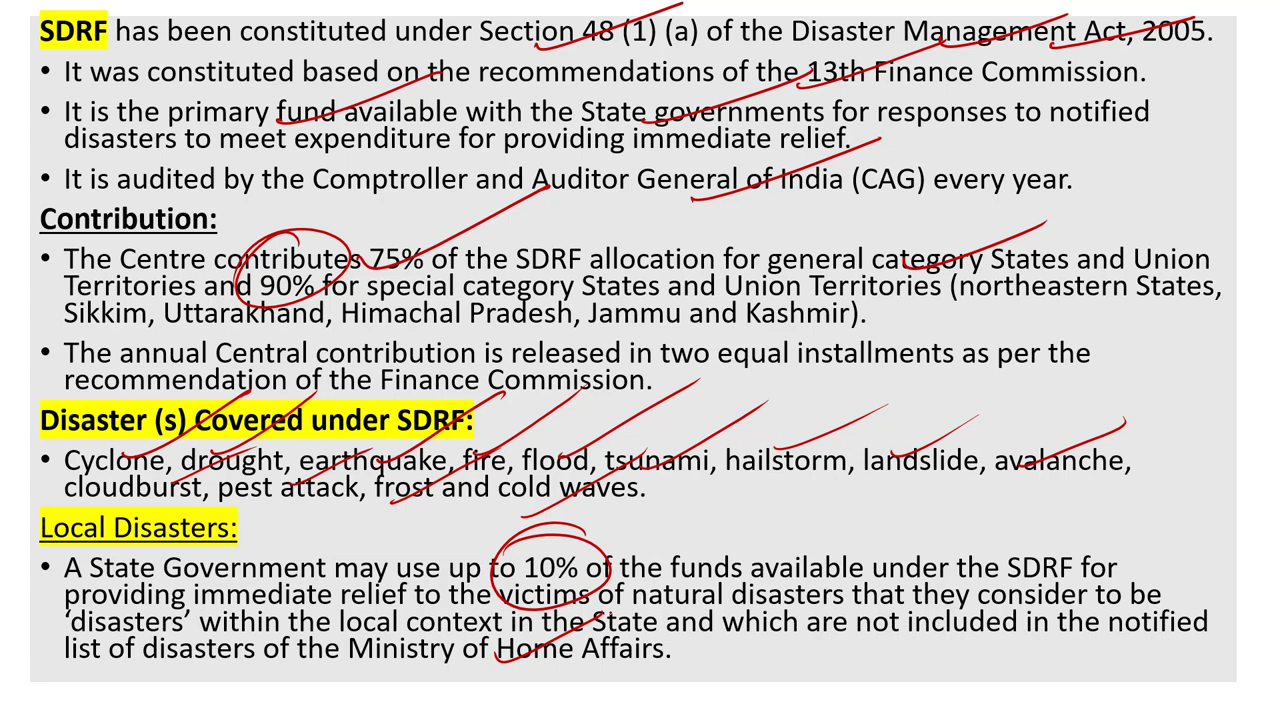 SDRF has been constituted under Section 48 (1) (a) of the Disaster Management Act, 2005.
• It was constituted based on the recommendations of the 13th Finance Commission.
• It is the primary fund available with the State governments for responses to notified
disasters to meet expenditure for providing immediate relief.
• It is audited by the Comptroller and Auditor General of India (CAG) every year.
Contribution:
• The Centre contributes 75% of the SDRF allocation for general category States and Union
Territories and 90% for special category States and Union Territories (northeastern States,
Sikkim, Uttarakhand, Himachal Pradesh, Jammu and Kashmir).
• The annual Central contribution is released in two equal installments as per the
recommendation of the Finance Commission.
Disaster (s) Covered under SDRF:
• Cyclone, drought, earthquake, fire, flood, tsunami, hailstorm, landslide, avalanche,
cloudburst, pest attack, frost and cold waves.
Local Disasters:
• A State Government may use up to 10% of the funds available under the SDRF for
providing immediate relief to the victims of natural disasters that they consider to be
‘disasters’ within the local context in the State and which are not included in the notified
list of disasters of the Ministry of Home Affairs.